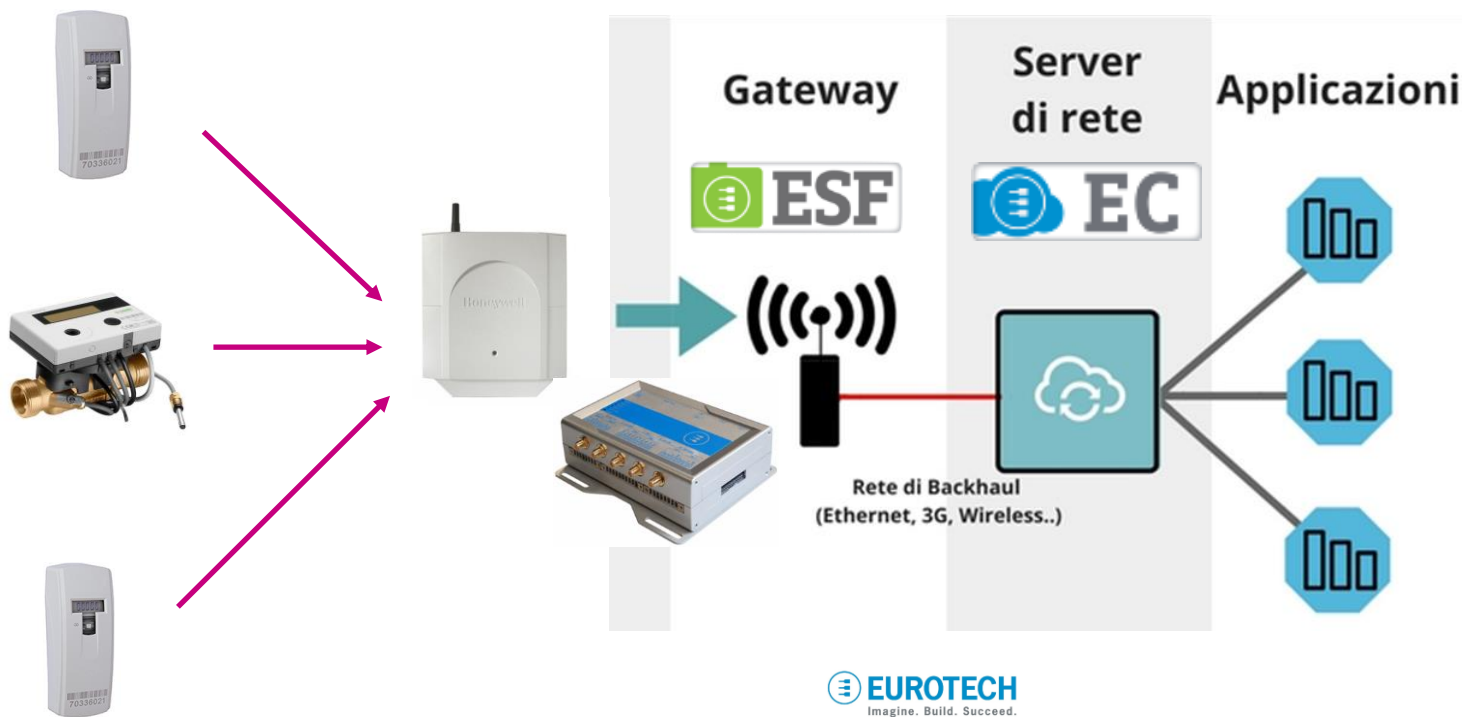 70336021
Honeywell
70336021
Gateway
ESF
Server
di rete
EC
Applicazioni
Rete di Backhaul
(Ethernet, 3G, Wireless..)
EUROTECH
Imagine. Build. Succeed.